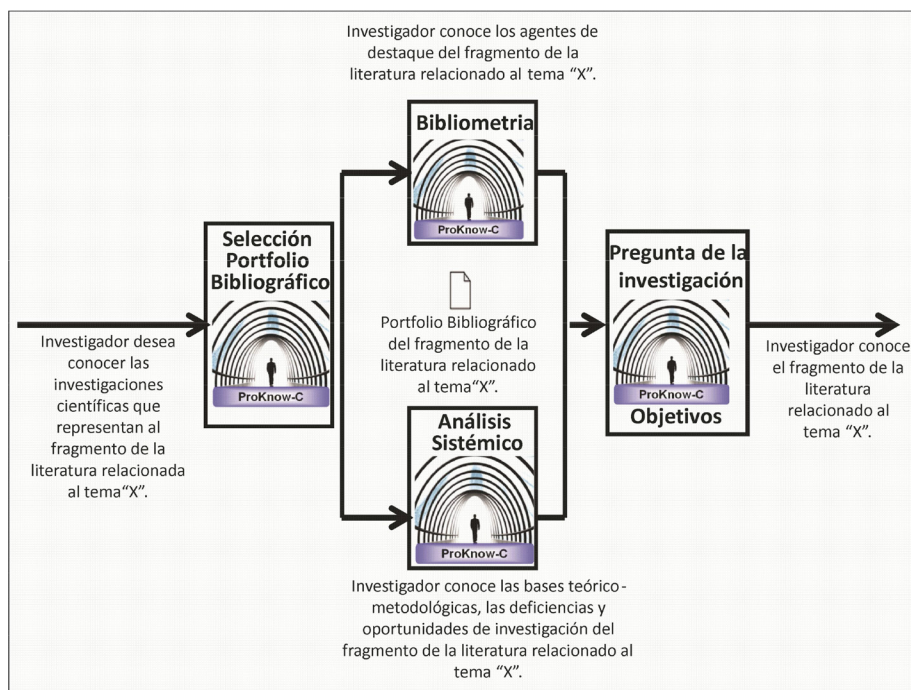 Investigador conoce los agentes de
destaque del fragmento de la
literatura relacionado al tema “X”.
Bibliometria
ProKnow-C
Selección
Portfolio
Bibliográfico
ProKnow-C
Investigador desea
conocer las
investigaciones
científicas que
representan al
fragmento de la
literatura relacionada
al tema“X”.
Portfolio Bibliográfico
del fragmento de la
literatura relacionado
al tema“X”.
Análisis
Sistémico
ProKnow-C
Investigador conoce las bases teórico-
metodológicas, las deficiencias y
oportunidades de investigación del
fragmento de la literatura relacionado al
tema “X”.
Pregunta de la
investigación
ProKnow-C
Objetivos
Investigador conoce
el fragmento de la
literatura
relacionado al
tema “X”.